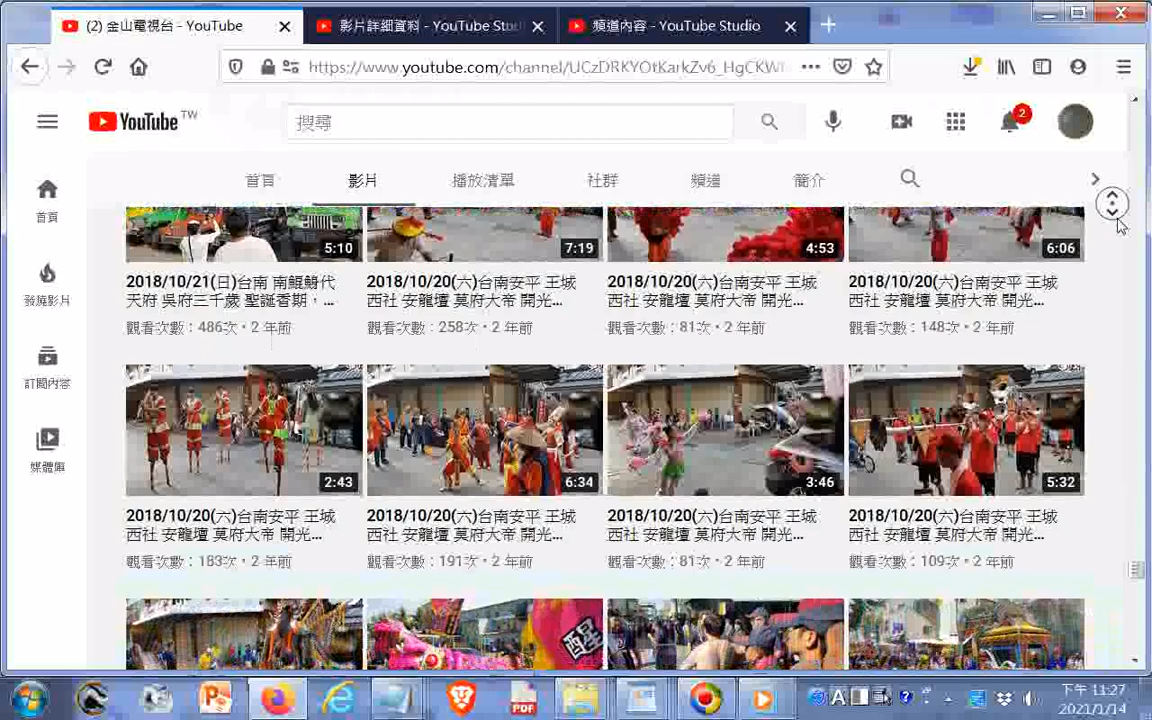 (2) 金山電視台 - YouTube
影片詳細資料 - YouTube Stu
頻道內容 - YouTube Studio
https://www.youtube.com/channel/UCzDRKYOtKarkZv6_HgCKW
YouTube TW
搜尋
2
首頁
影片
播放清單
社群
頻道
簡介
首頁
發燒影片
訂閱內容
媒體庫
5:10
7:19
4:53
6:06
2018/10/21(日)台南 南鯤鯓代
天府 吳府三千歲 聖誕香期，...
觀看次數：486次 • 2 年前
2018/10/20(六)台南安平 王城
西社 安龍壇 莫府大帝 開光...
觀看次數：258次 • 2 年前
2018/10/20(六)台南安平 王城
西社 安龍壇 莫府大帝 開光...
觀看次數：81次 • 2 年前
2018/10/20(六)台南安平 王城
西社 安龍壇 莫府大帝 開光...
觀看次數：148次 • 2 年前
2:43
6:34
3:46
5:32
2018/10/20(六)台南安平 王城
西社 安龍壇 莫府大帝 開光...
觀看次數：183次 • 2 年前
2018/10/20(六)台南安平 王城
西社 安龍壇 莫府大帝 開光...
觀看次數：191次 • 2 年前
2018/10/20(六)台南安平 王城
西社 安龍壇 莫府大帝 開光...
觀看次數：81次 • 2 年前
2018/10/20(六)台南安平 王城
西社 安龍壇 莫府大帝 開光...
觀看次數：109次 • 2 年前
醒
PDF
A
下午 11:27
2021/1/14